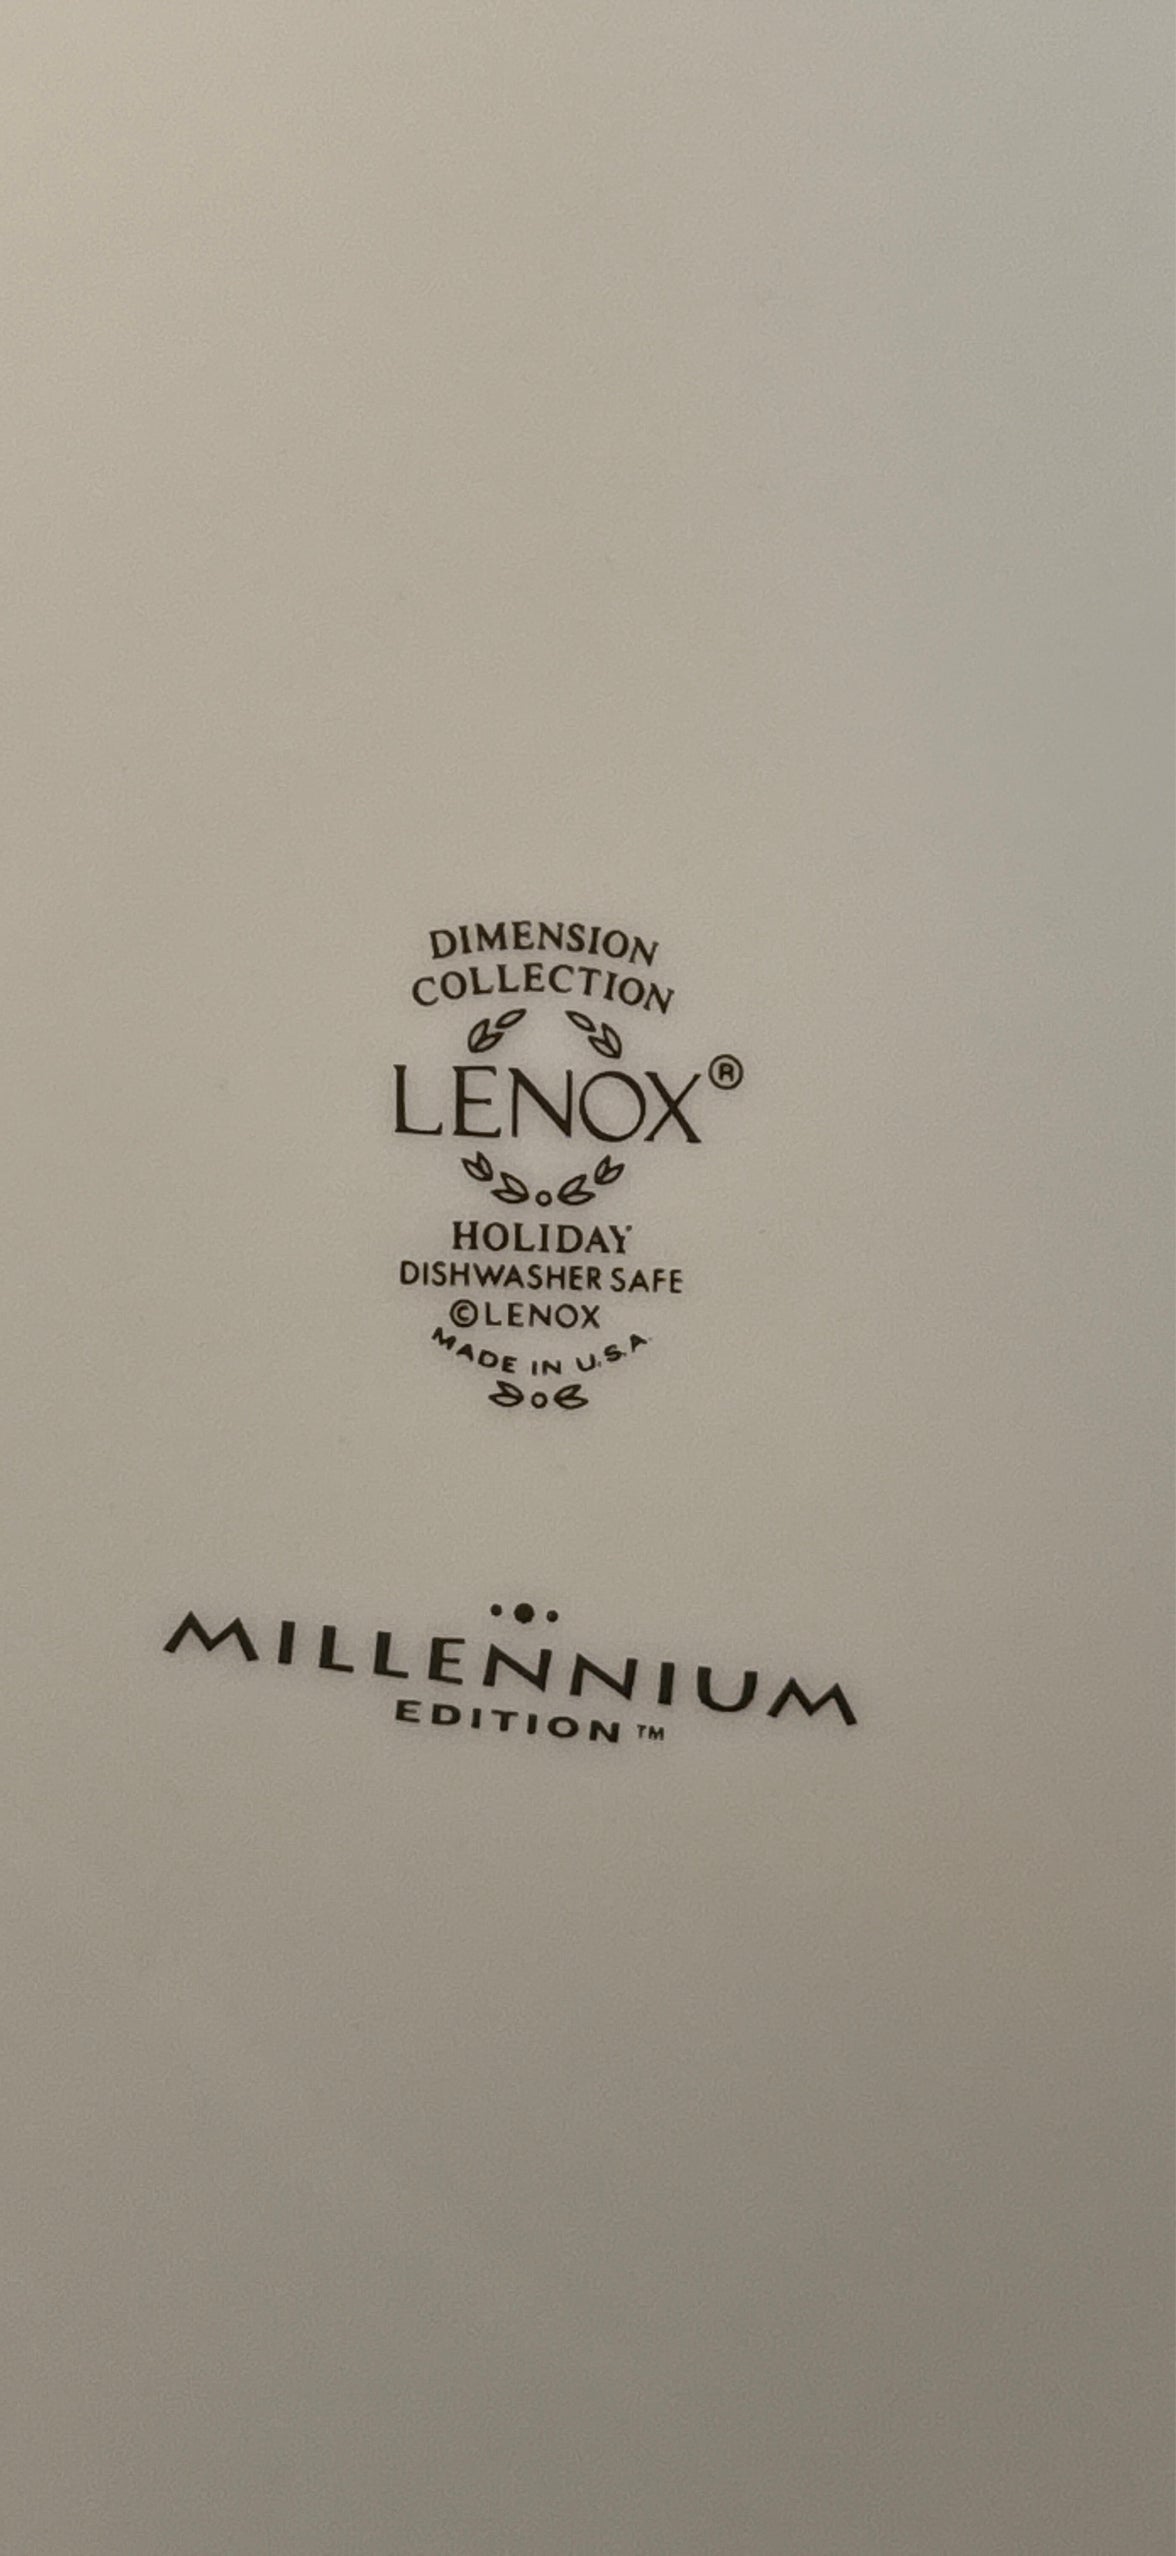 DIMENSION
COLLECTION
LENOX®
HOLIDAY
DISHWASHER SAFE
©LENOX
MADE IN U.S.A.
MILLENNIUM
EDITION™